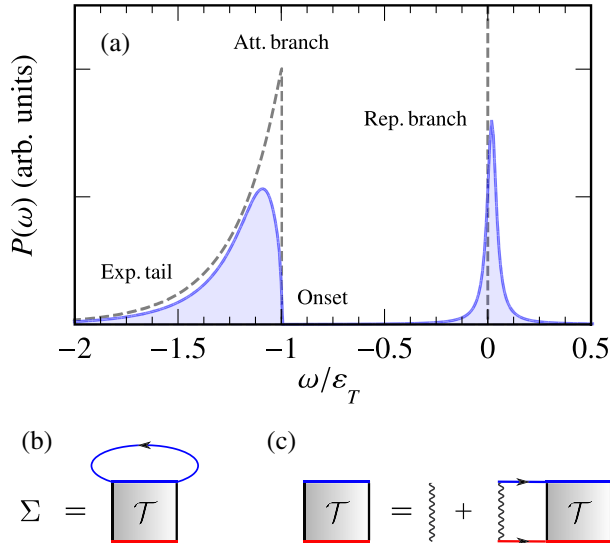 (a)
Att. branch
Rep. branch
Exp. tail
Onset
P(ω) (arb. units)
−2 −1.5 −1 −0.5 0 0.5
ω/ε_T
(b)
(c)
Σ = 𝒯
𝒯 = + 𝒯